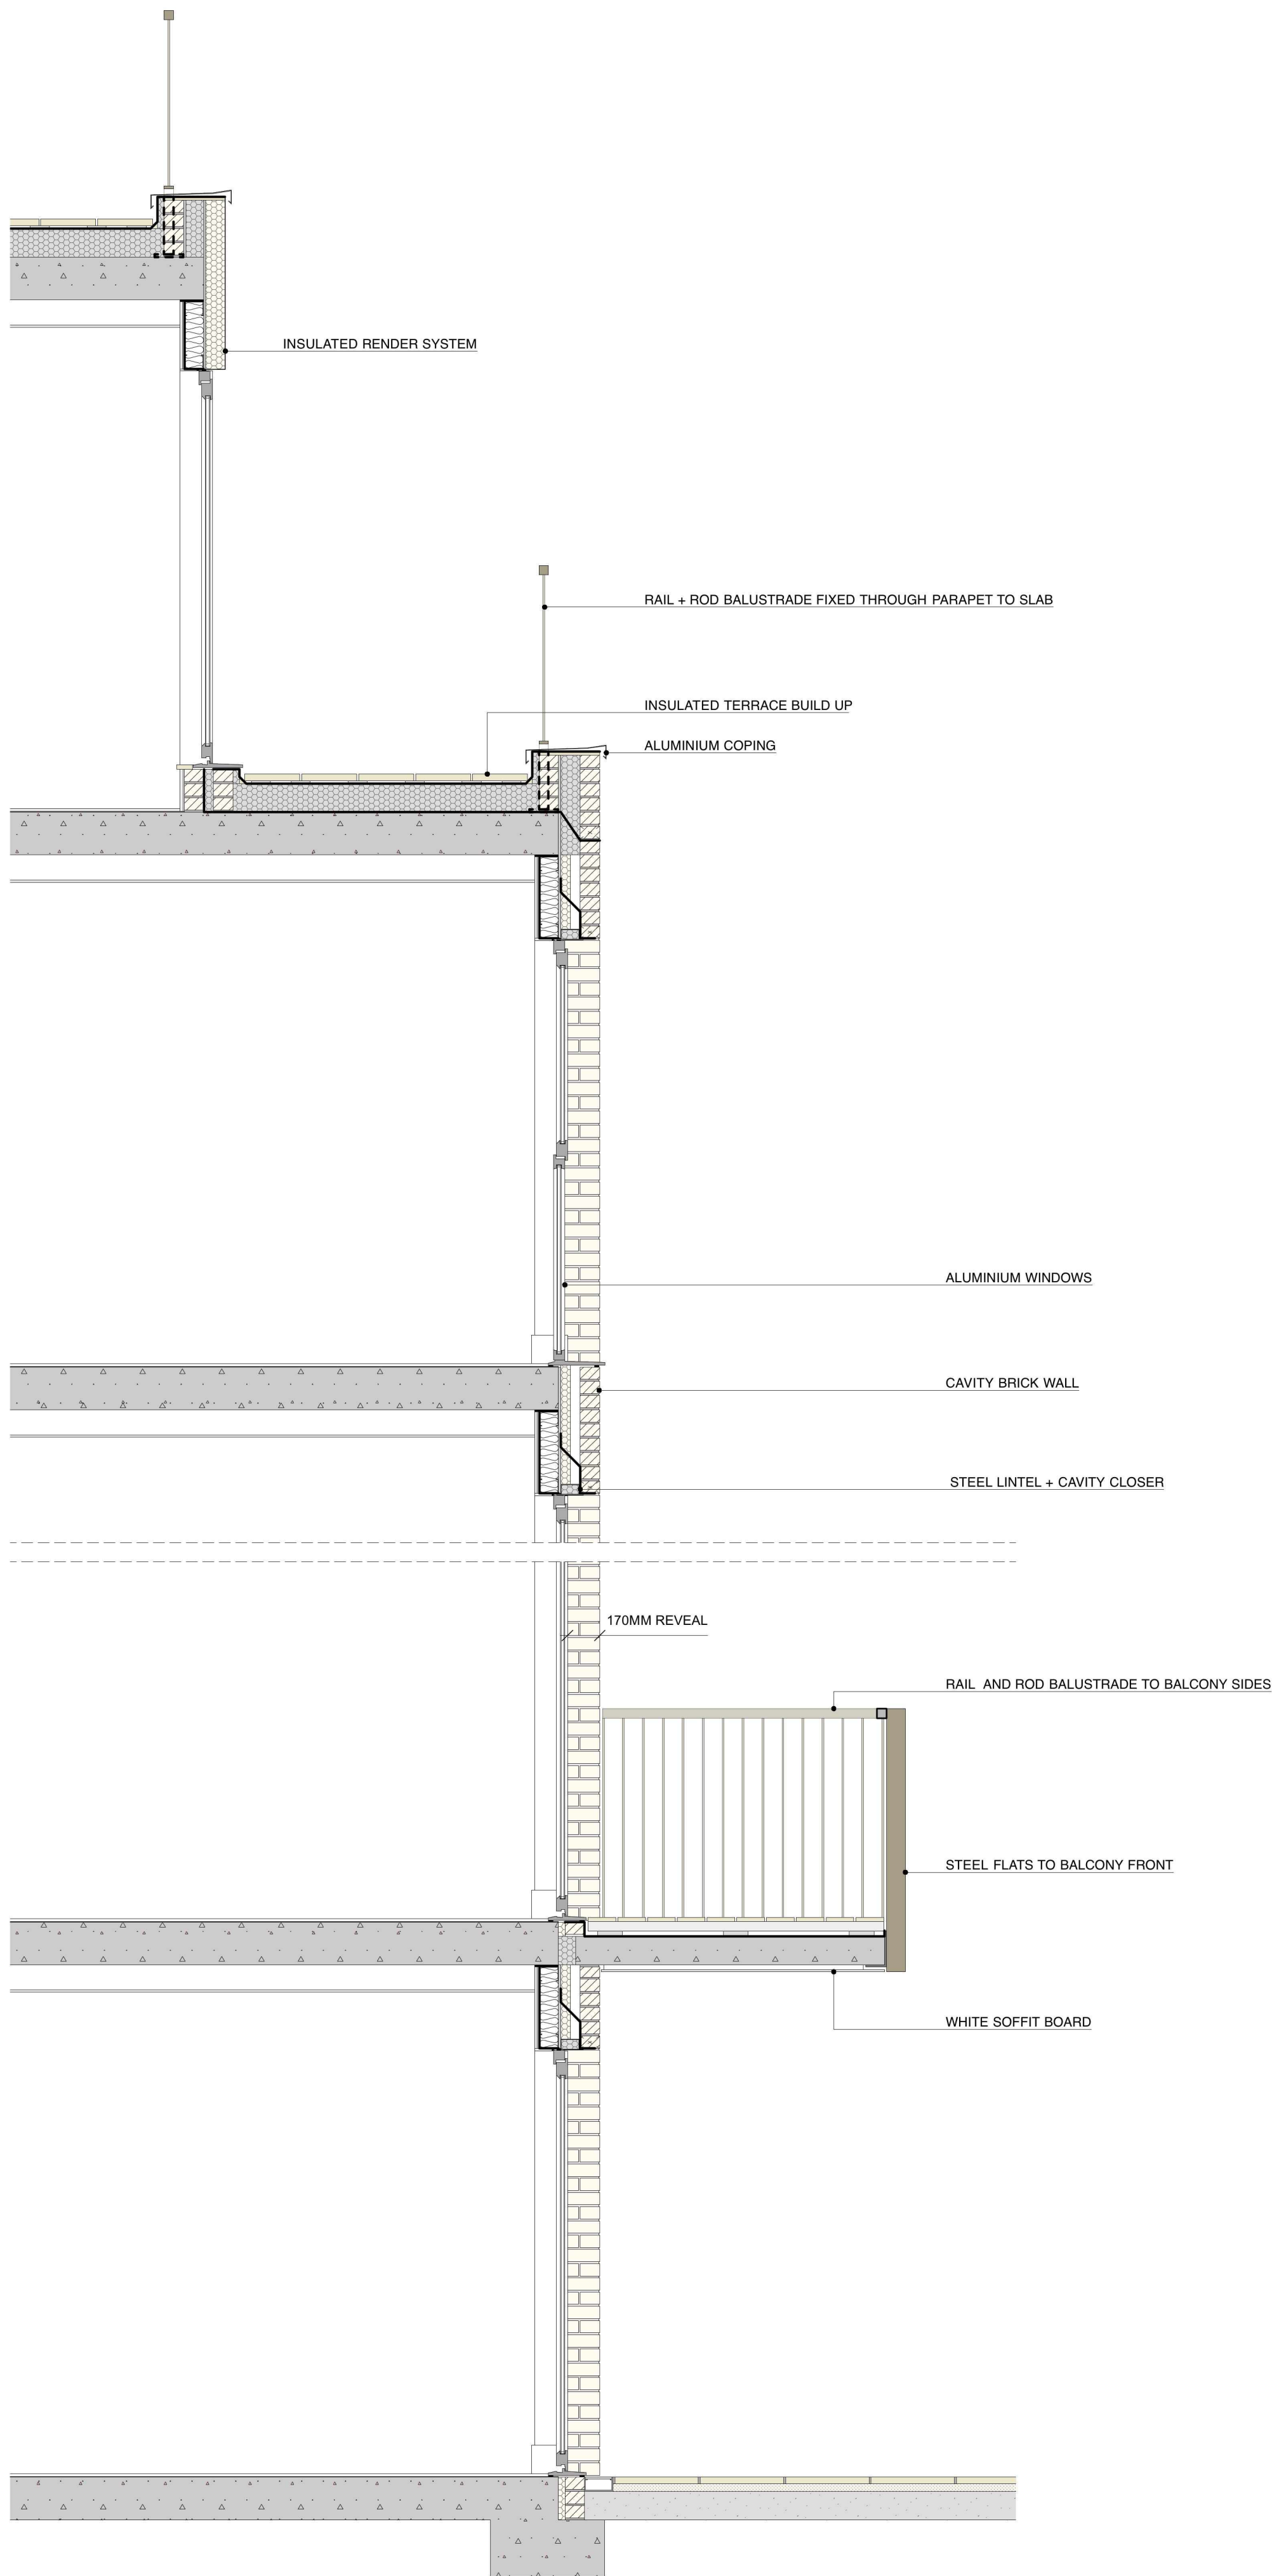 INSULATED RENDER SYSTEM
RAIL + ROD BALUSTRADE FIXED THROUGH PARAPET TO SLAB
INSULATED TERRACE BUILD UP
ALUMINIUM COPING
ALUMINIUM WINDOWS
CAVITY BRICK WALL
STEEL LINTEL + CAVITY CLOSER
170MM REVEAL
RAIL AND ROD BALUSTRADE TO BALCONY SIDES
STEEL FLATS TO BALCONY FRONT
WHITE SOFFIT BOARD